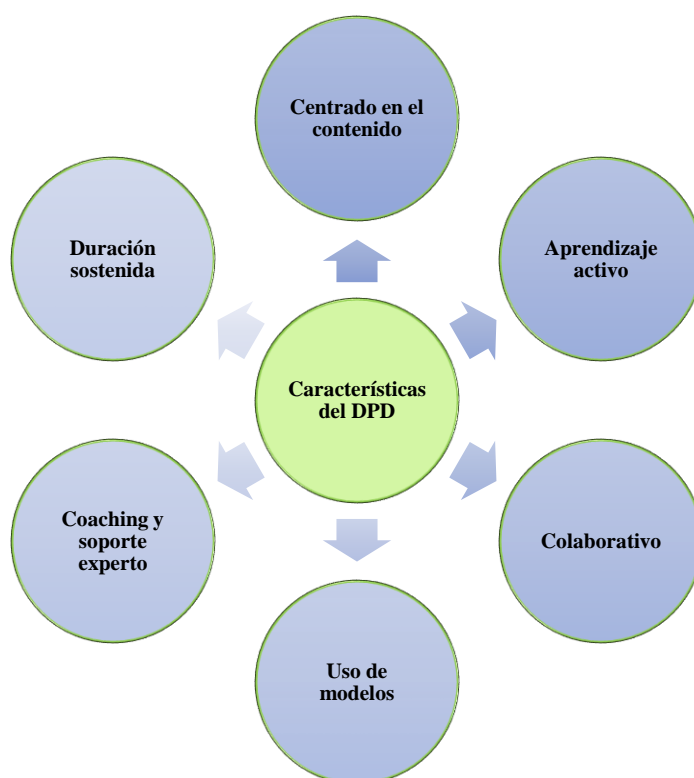 Centrado en el
contenido
Duración
sostenida
Aprendizaje
activo
Características
del DPD
Coaching y
soporte
experto
Colaborativo
Uso de
modelos